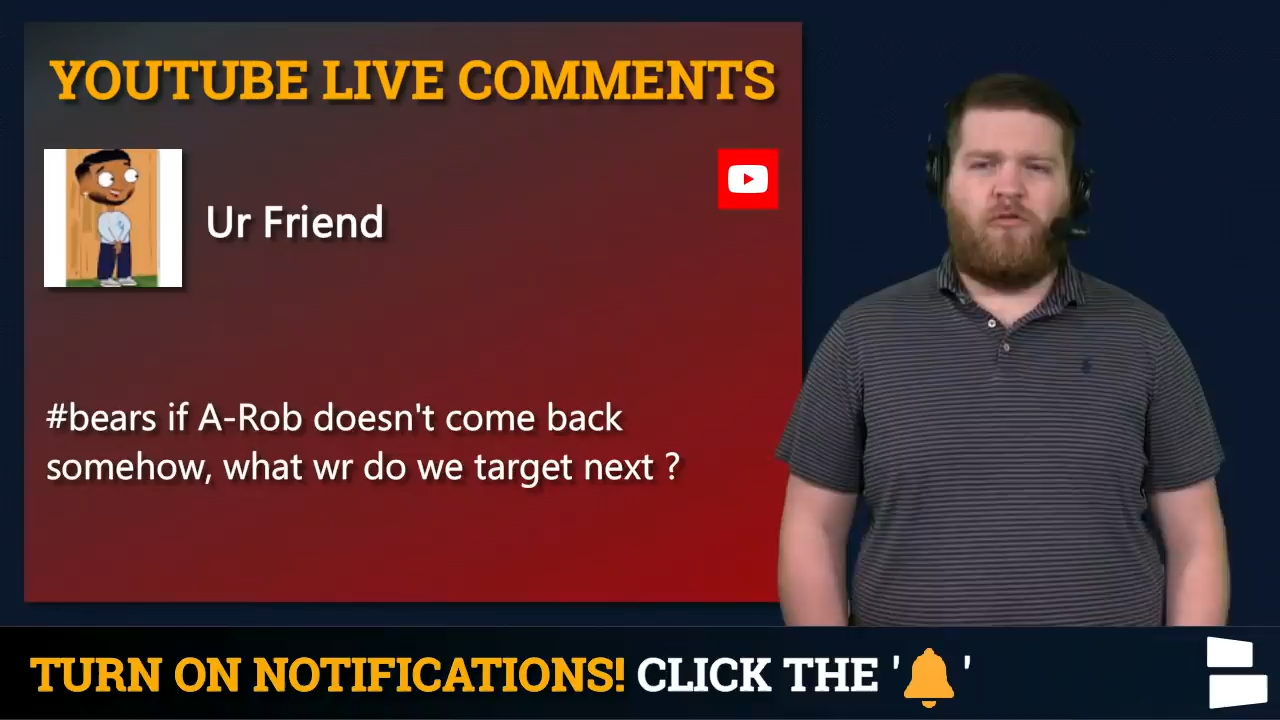 YOUTUBE LIVE COMMENTS
Ur Friend
#bears if A-Rob doesn't come back
somehow, what wr do we target next ?
TURN ON NOTIFICATIONS! CLICK THE ' '